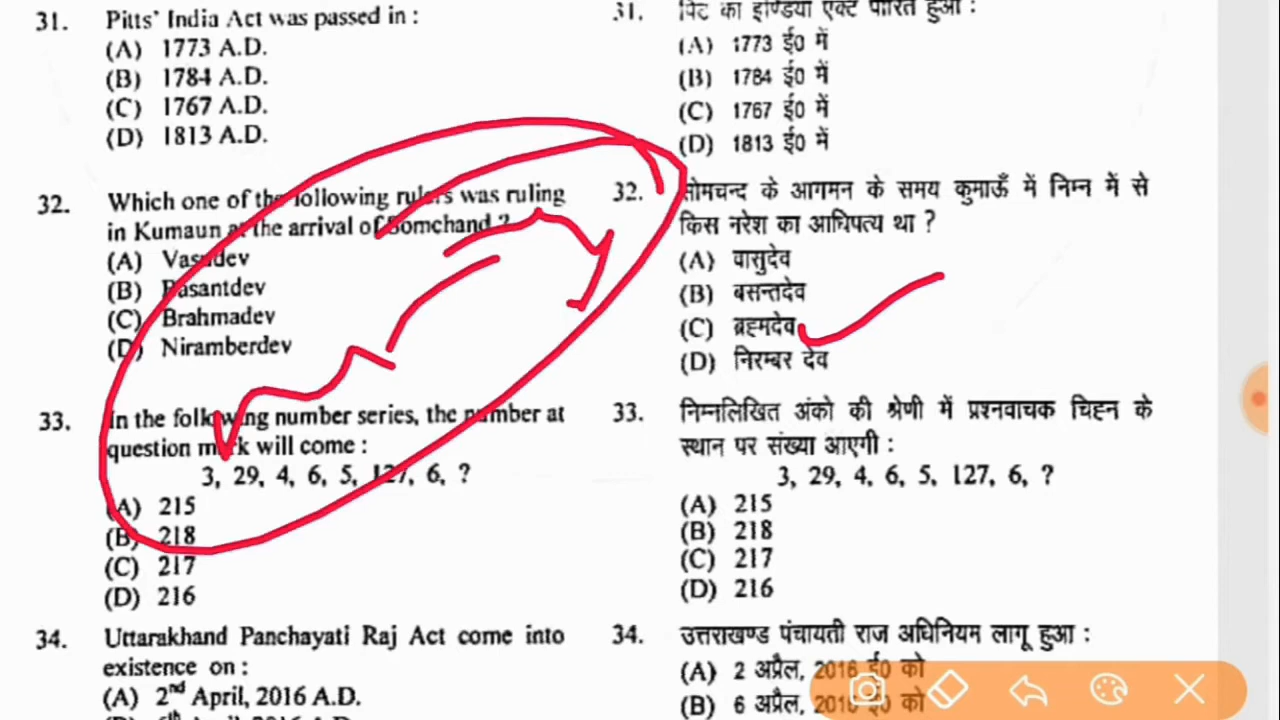 31. Pitts' India Act was passed in :
(A) 1773 A.D.
(B) 1784 A.D.
(C) 1767 A.D.
(D) 1813 A.D.
32. Which one of the following rulers was ruling
in Kumaun at the arrival of Somchand ?
(A) Vasudev
(B) Basantdev
(C) Brahmadev
(D) Niramberdev
33. In the following number series, the number at
question mark will come :
3, 29, 4, 6, 5, 127, 6, ?
(A) 215
(B) 218
(C) 217
(D) 216
34. Uttarakhand Panchayati Raj Act come into
existence on :
(A) 2nd April, 2016 A.D.
31. पिट का इण्डिया एक्ट पारित हुआ :
(A) 1773 ई0 में
(B) 1784 ई0 में
(C) 1767 ई0 में
(D) 1813 ई0 में
32. सोमचन्द के आगमन के समय कुमाऊँ में निम्न में से
किस नरेश का आधिपत्य था ?
(A) वासुदेव
(B) बसन्तदेव
(C) ब्रह्मदेव
(D) निरम्बर देव
33. निम्नलिखित अंको की श्रेणी में प्रश्नवाचक चिह्न के
स्थान पर संख्या आएगी :
3, 29, 4, 6, 5, 127, 6, ?
(A) 215
(B) 218
(C) 217
(D) 216
34. उत्तराखण्ड पंचायती राज अधिनियम लागू हुआ :
(A) 2 अप्रैल, 2016 ई0 को
(B) 6 अप्रैल, 2016 ई0 को